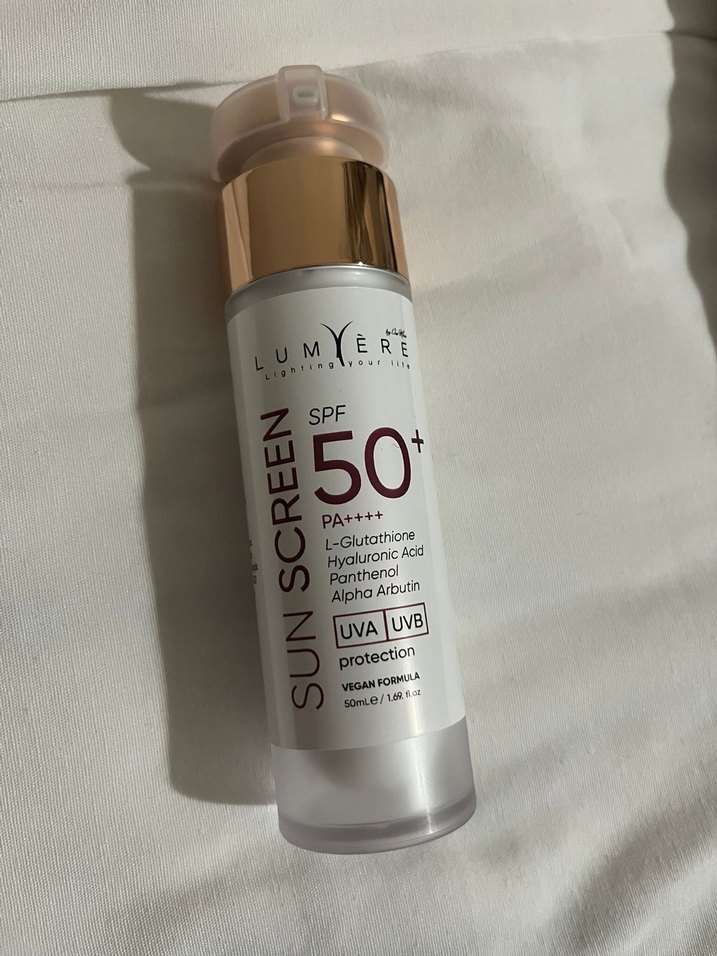 LUMYÈRE
Lighting your life
SUN SCREEN
SPF
50+
PA++++
L-Glutathione
Hyaluronic Acid
Panthenol
Alpha Arbutin
UVA UVB
protection
VEGAN FORMULA
50mLe / 1.69. fl.oz